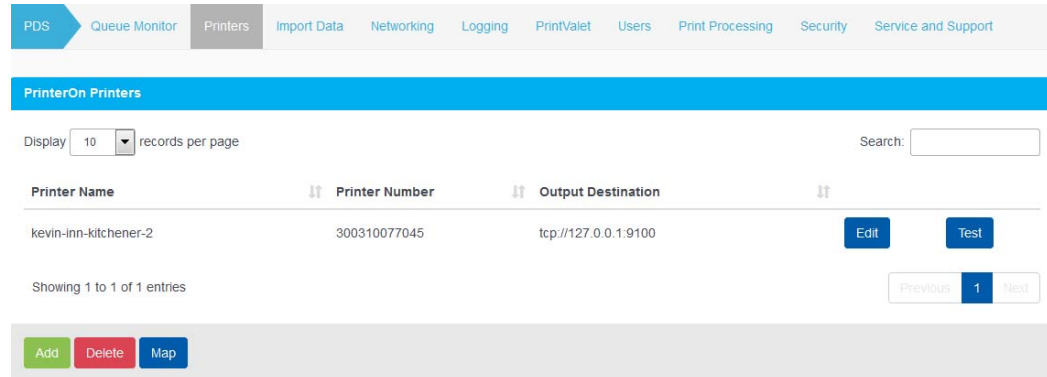 PDS Queue Monitor Printers Import Data Networking Logging PrintValet Users Print Processing Security Service and Support
PrinterOn Printers
Display 10 records per page Search:
Printer Name Printer Number Output Destination
kevin-inn-kitchener-2 300310077045 tcp://127.0.0.1:9100 Edit Test
Showing 1 to 1 of 1 entries Previous 1 Next
Add Delete Map